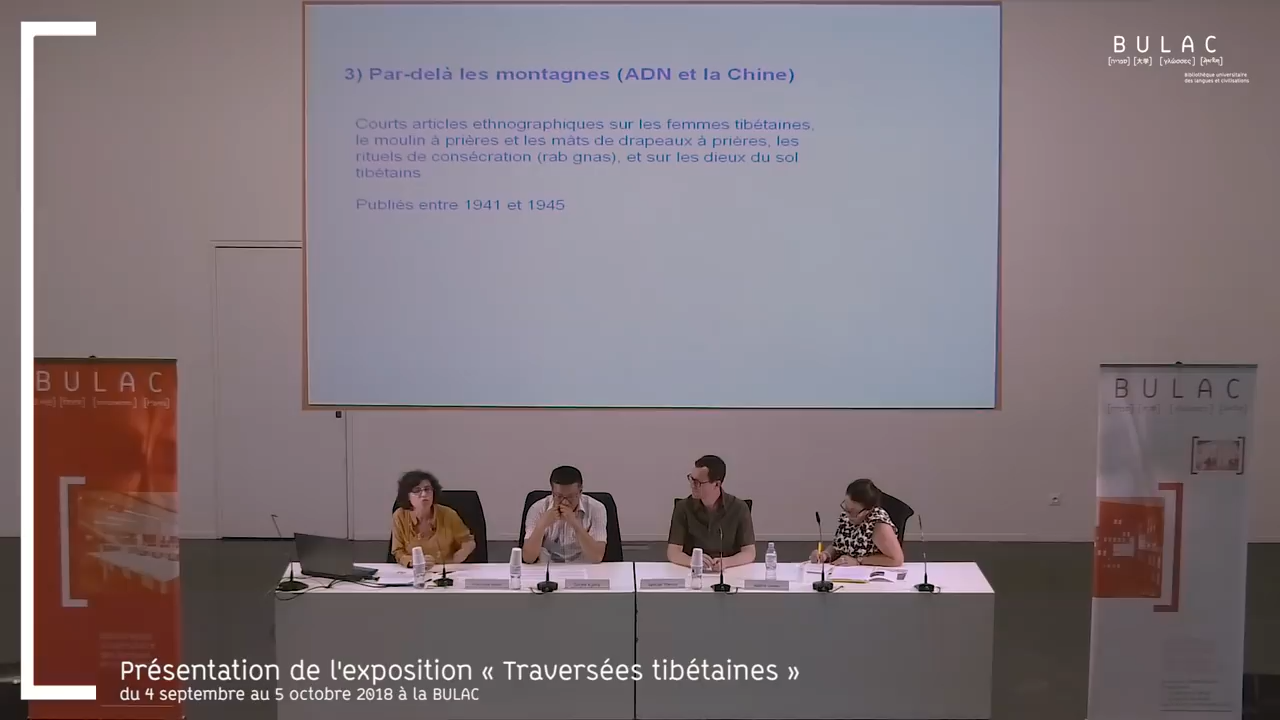 3) Par-delà les montagnes (ADN et la Chine)
Courts articles ethnographiques sur les femmes tibétaines,
le moulin à prières et les mâts de drapeaux à prières, les
rituels de consécration (rab gnas), et sur les dieux du sol
tibétains
Publiés entre 1941 et 1945
BULAC
[大學] [γλώσσες]
Bibliothèque universitaire
des langues et civilisations
BULAC
BULAC
Présentation de l'exposition « Traversées tibétaines »
du 4 septembre au 5 octobre 2018 à la BULAC